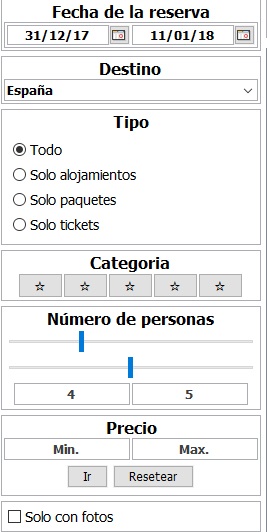 Fecha de la reserva
31/12/17 11/01/18
Destino
España
Tipo
Todo
Solo alojamientos
Solo paquetes
Solo tickets
Categoria
☆ ☆ ☆ ☆ ☆
Número de personas
4 5
Precio
Min. Max.
Ir Resetear
Solo con fotos